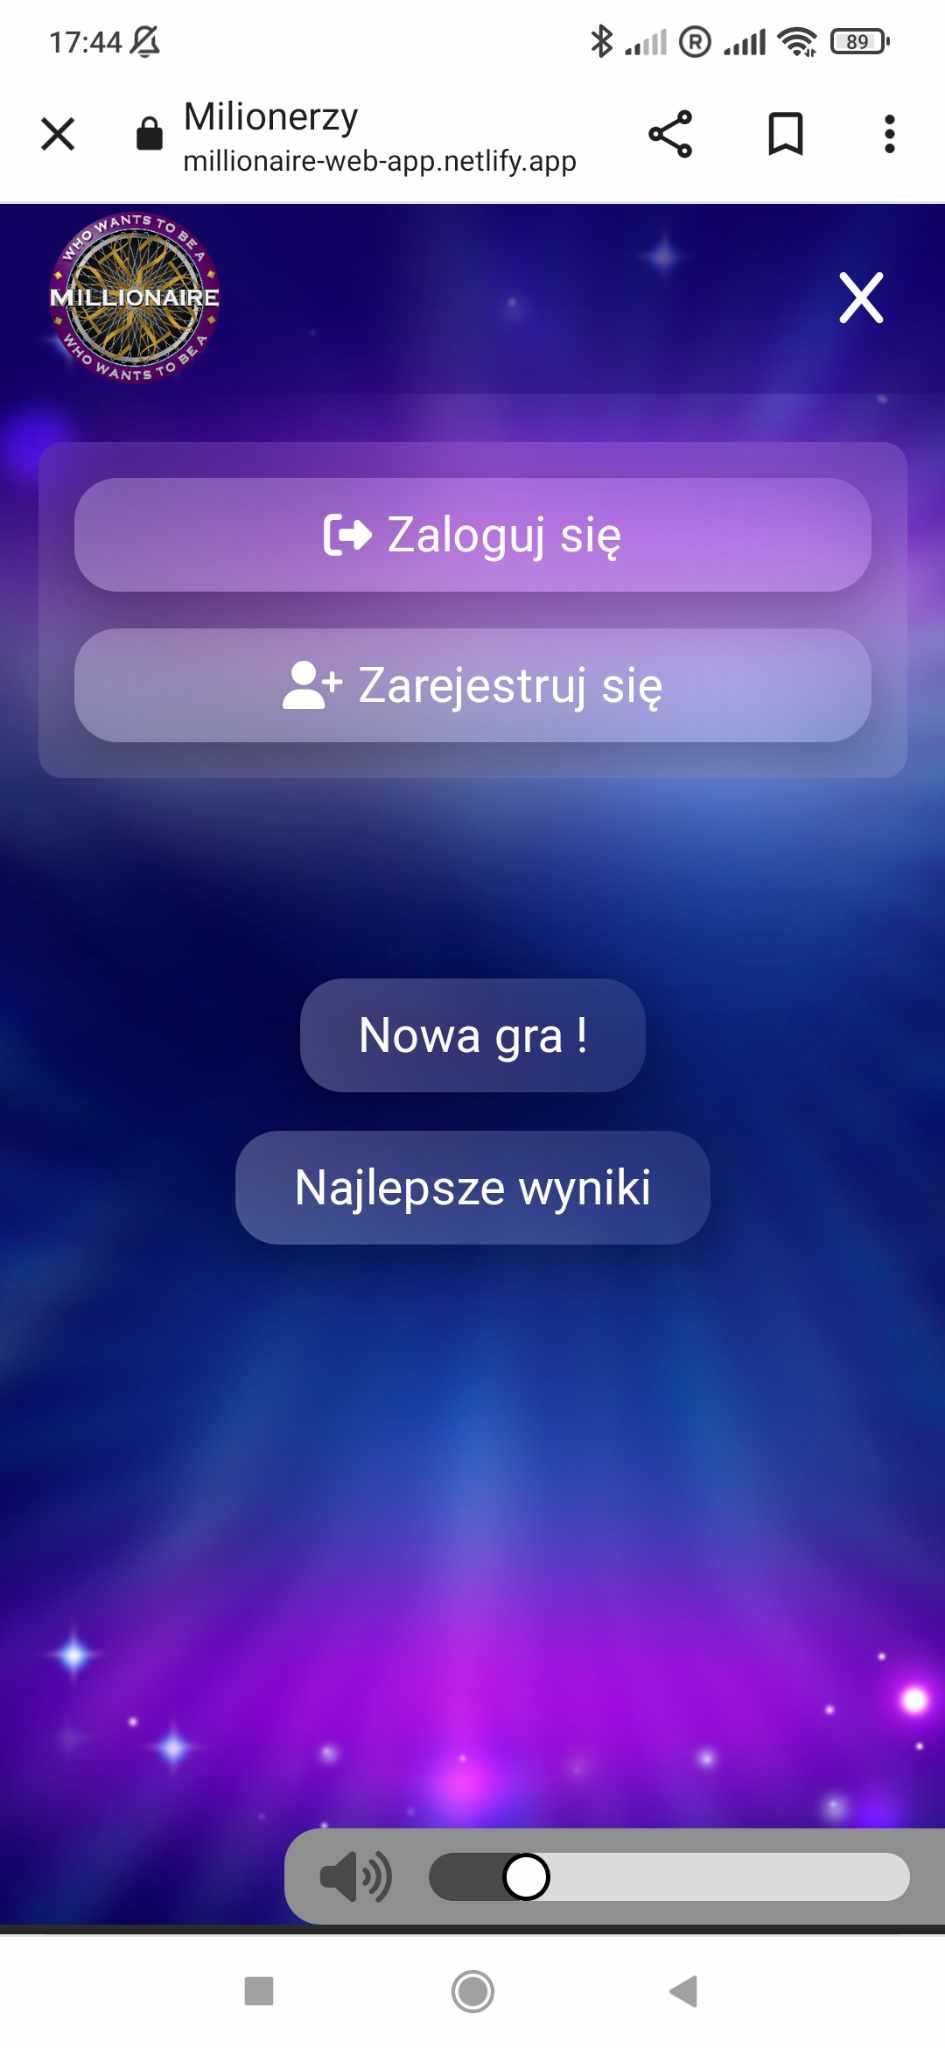 17:44
R
89
Milionerzy
millionaire-web-app.netlify.app
WHO WANTS TO BE A
MILLIONAIRE
WHO WANTS TO BE A
Zaloguj się
Zarejestruj się
Nowa gra !
Najlepsze wyniki